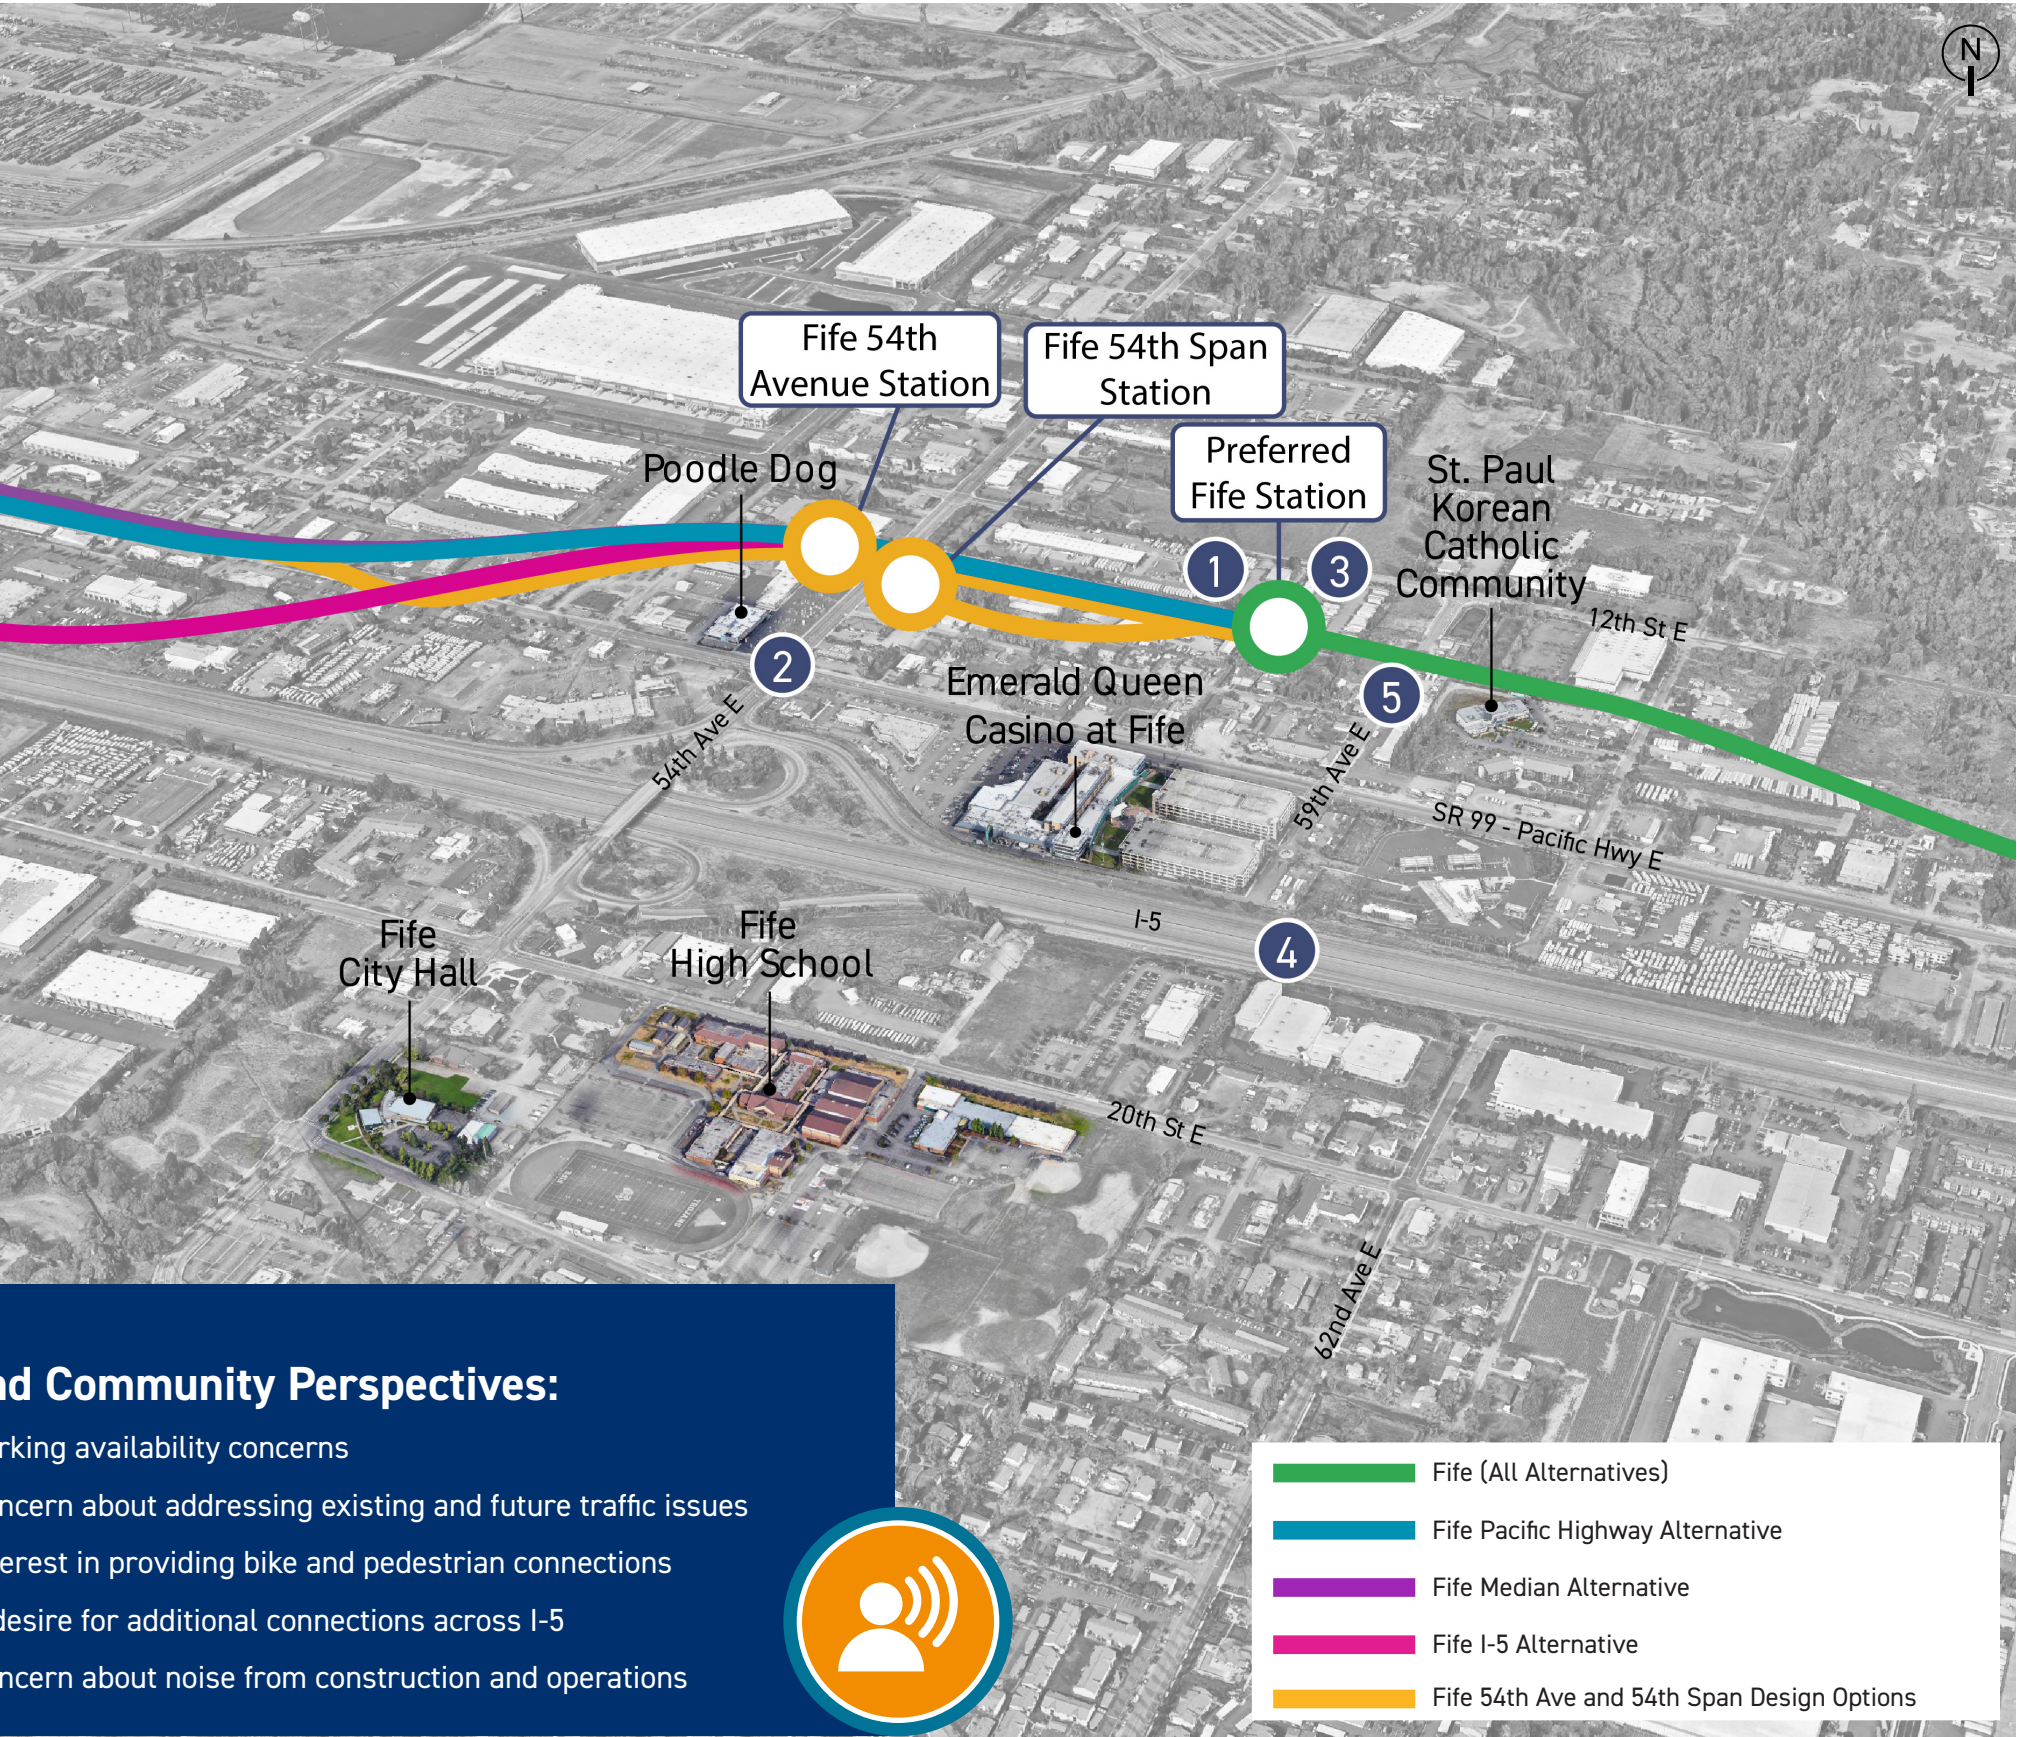 N
Fife 54th
Avenue Station
Fife 54th Span
Station
Preferred
Fife Station
Poodle Dog
St. Paul
Korean
Catholic
Community
1
3
12th St E
2
5
Emerald Queen
Casino at Fife
54th Ave E
59th Ave E
SR 99 - Pacific Hwy E
I-5
4
Fife
City Hall
Fife
High School
20th St E
62nd Ave E
Community Perspectives:
availability concerns
about addressing existing and future traffic issues
in providing bike and pedestrian connections
desire for additional connections across I-5
about noise from construction and operations
Fife (All Alternatives)
Fife Pacific Highway Alternative
Fife Median Alternative
Fife I-5 Alternative
Fife 54th Ave and 54th Span Design Options